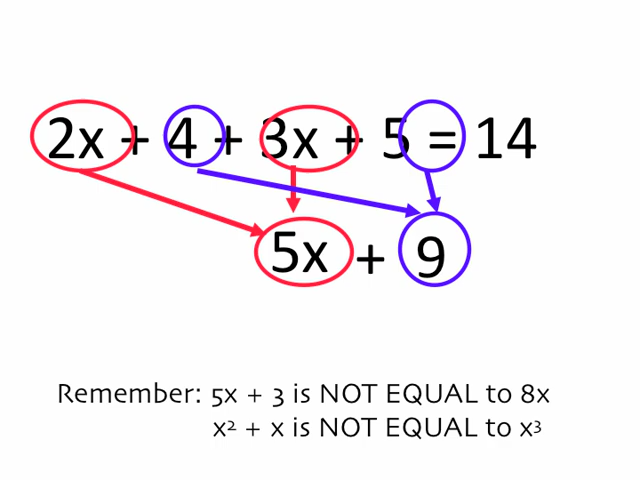 2x + 4 + 3x + 5 = 14
5x + 9
Remember: 5x + 3 is NOT EQUAL to 8x
x² + x is NOT EQUAL to x³